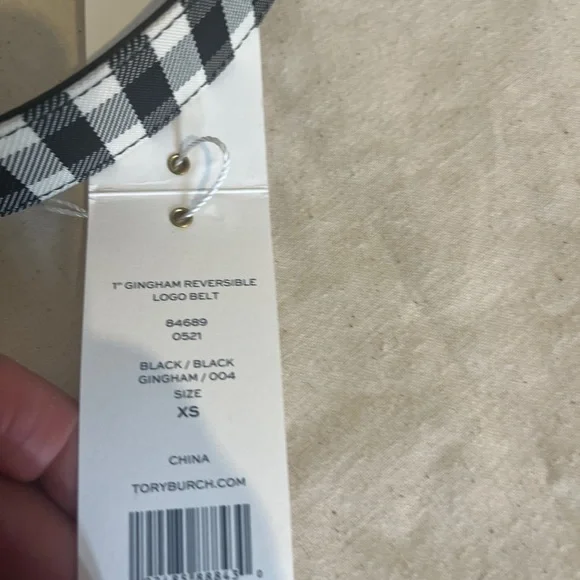 1" GINGHAM REVERSIBLE
LOGO BELT
84689
0521
BLACK / BLACK
GINGHAM / 004
SIZE
XS
CHINA
TORYBURCH.COM